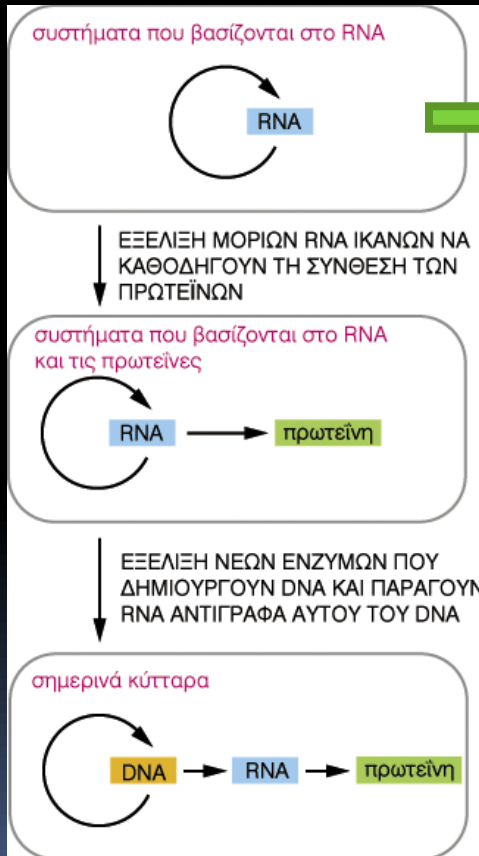 συστήματα που βασίζονται στο RNA
RNA
ΕΞΕΛΙΞΗ ΜΟΡΙΩΝ RNA ΙΚΑΝΩΝ ΝΑ
ΚΑΘΟΔΗΓΟΥΝ ΤΗ ΣΥΝΘΕΣΗ ΤΩΝ
ΠΡΩΤΕΪΝΩΝ
συστήματα που βασίζονται στο RNA
και τις πρωτεΐνες
RNA πρωτεΐνη
ΕΞΕΛΙΞΗ ΝΕΩΝ ΕΝΖΥΜΩΝ ΠΟΥ
ΔΗΜΙΟΥΡΓΟΥΝ DNA ΚΑΙ ΠΑΡΑΓΟΥΝ
RNA ΑΝΤΙΓΡΑΦΑ ΑΥΤΟΥ ΤΟΥ DNA
σημερινά κύτταρα
DNA RNA πρωτεΐνη